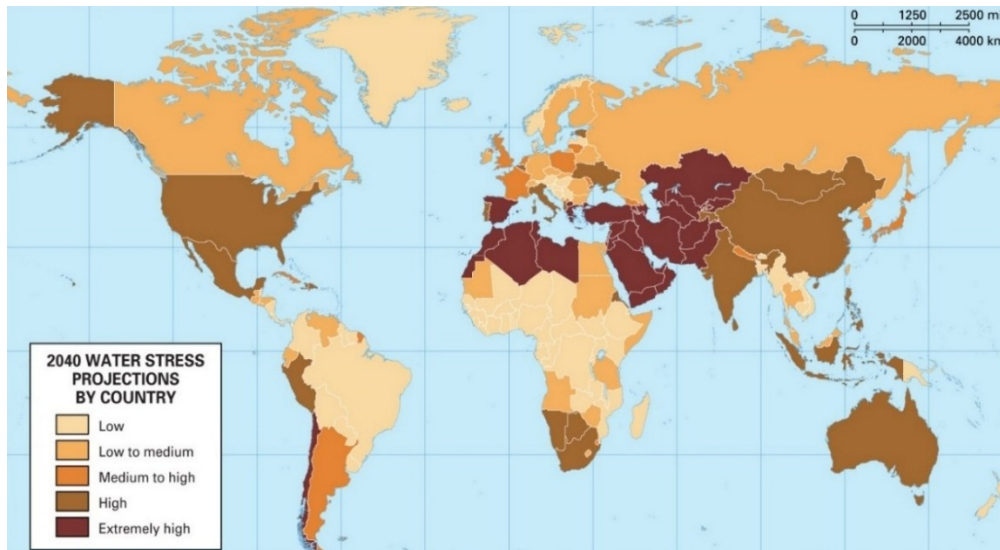 0 1250 2500 mi
0 2000 4000 km
2040 WATER STRESS
PROJECTIONS
BY COUNTRY
Low
Low to medium
Medium to high
High
Extremely high